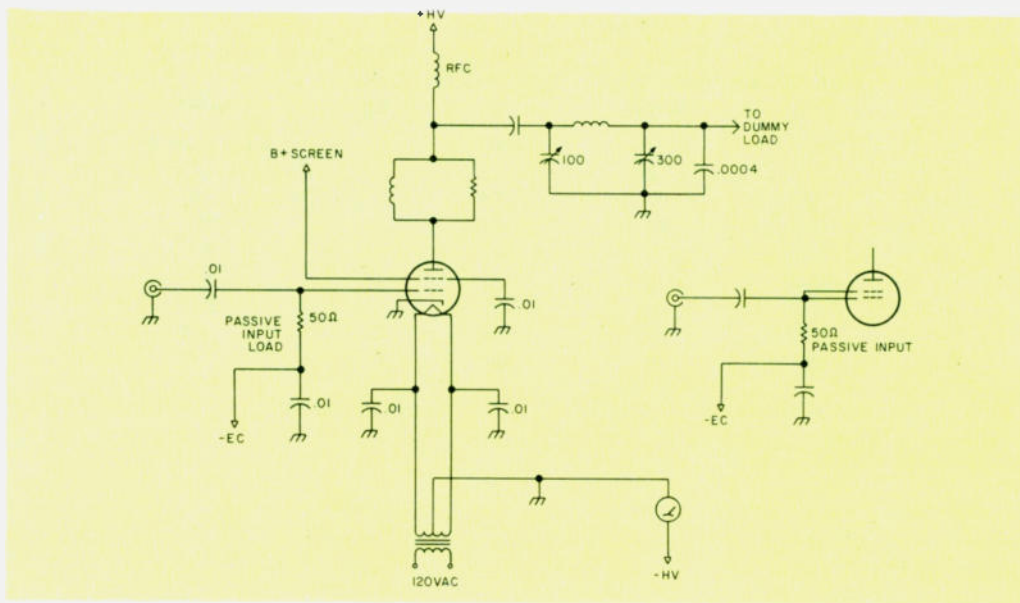 +HV
RFC
TO
DUMMY
LOAD
B+ SCREEN
100
300
.0004
.01
.01
50Ω
PASSIVE
INPUT
LOAD
50Ω
PASSIVE INPUT
.01
.01
.01
-EC
-EC
120VAC
-HV